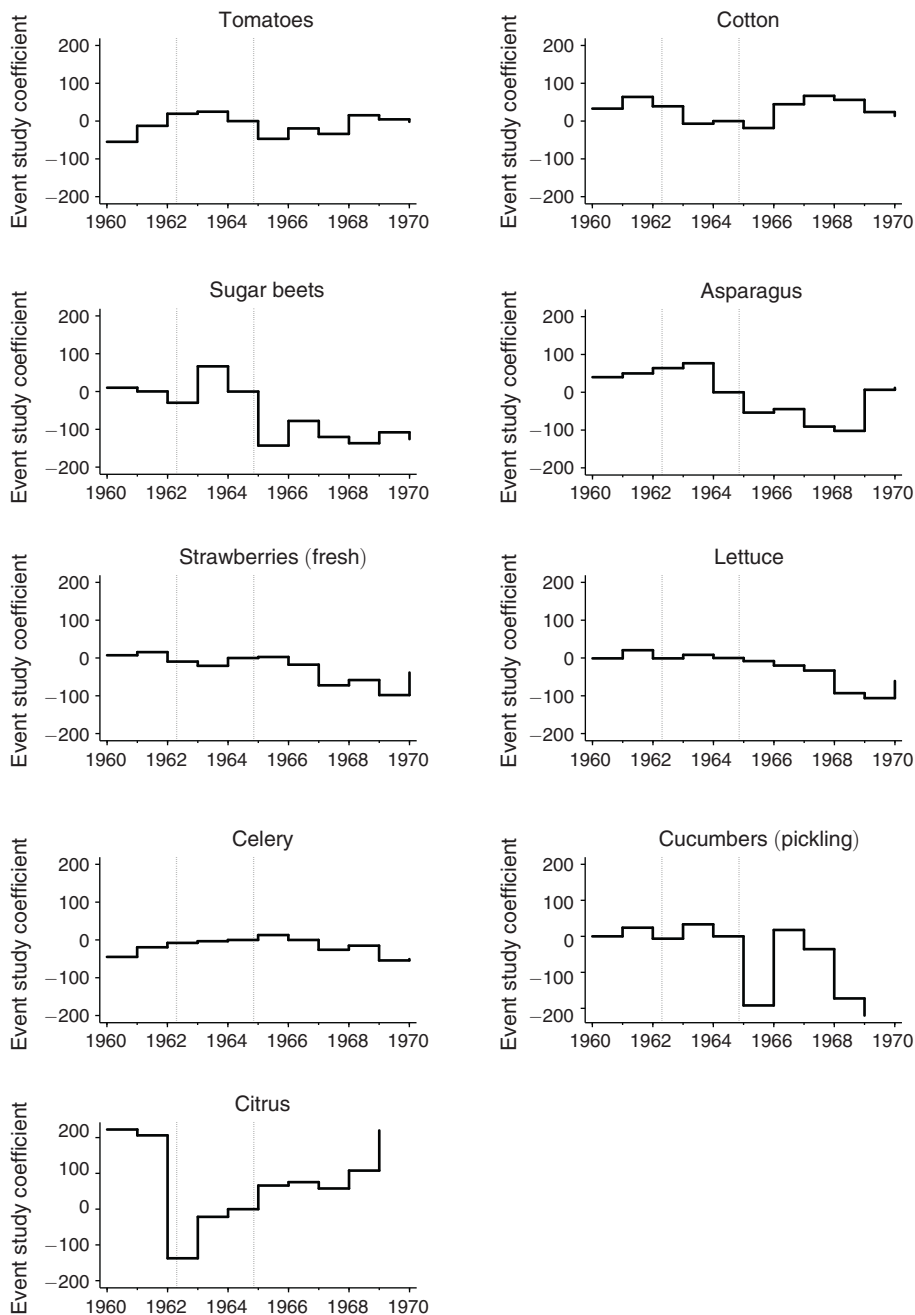 Tomatoes
Event study coefficient
200
100
0
−100
−200
1960 1962 1964 1966 1968 1970
Cotton
Event study coefficient
200
100
0
−100
−200
1960 1962 1964 1966 1968 1970
Sugar beets
Event study coefficient
200
100
0
−100
−200
1960 1962 1964 1966 1968 1970
Asparagus
Event study coefficient
200
100
0
−100
−200
1960 1962 1964 1966 1968 1970
Strawberries (fresh)
Event study coefficient
200
100
0
−100
−200
1960 1962 1964 1966 1968 1970
Lettuce
Event study coefficient
200
100
0
−100
−200
1960 1962 1964 1966 1968 1970
Celery
Event study coefficient
200
100
0
−100
−200
1960 1962 1964 1966 1968 1970
Cucumbers (pickling)
Event study coefficient
200
100
0
−100
−200
1960 1962 1964 1966 1968 1970
Citrus
Event study coefficient
200
100
0
−100
−200
1960 1962 1964 1966 1968 1970